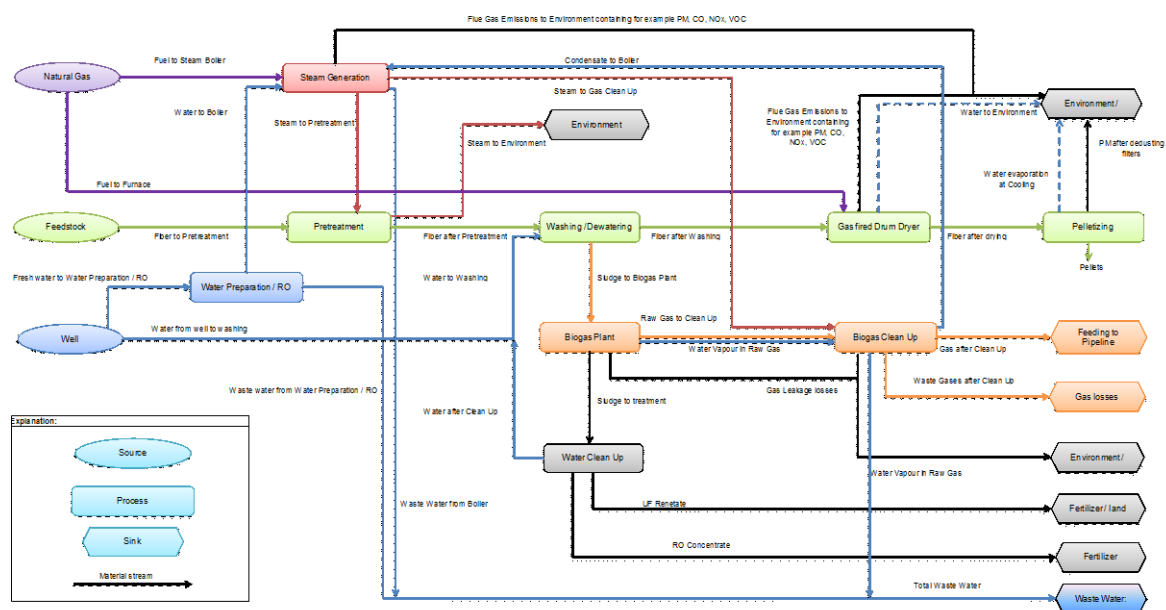 Flue Gas Emissions to Environment containing for example PM, CO, NOx, VOC
Fuel to Steam Boiler
Condensate to Boiler
Natural Gas
Steam Generation
Steam to Gas Clean Up
Water to Boiler
Steam to Pretreatment
Environment
Steam to Environment
Flue Gas Emissions to
Environment containing
for example PM, CO,
NOx, VOC
Water to Environment
Environment /
PM after dedusting
filters
Water evaporation
at Cooling
Fuel to Furnace
Feedstock
Pretreatment
Washing / Dewatering
Gas fired Drum Dryer
Pelletizing
Fiber to Pretreatment
Fiber after Pretreatment
Fiber after Washing
Fiber after drying
Pellets
Fresh water to Water Preparation / RO
Water Preparation / RO
Water to Washing
Sludge to Biogas Plant
Well
Water from well to washing
Raw Gas to Clean Up
Biogas Plant
Water Vapour in Raw Gas
Biogas Clean Up
Gas after Clean Up
Feeding to
Pipeline
Waste water from Water Preparation / RO
Gas Leakage losses
Waste Gases after Clean Up
Gas losses
Sludge to treatment
Water after Clean Up
Explanation:
Source
Process
Sink
Material stream
Water Clean Up
Environment /
Water Vapour in Raw Gas
Waste Water from Boiler
UF Renetate
Fertilizer / land
RO Concentrate
Fertilizer
Total Waste Water
Waste Water: